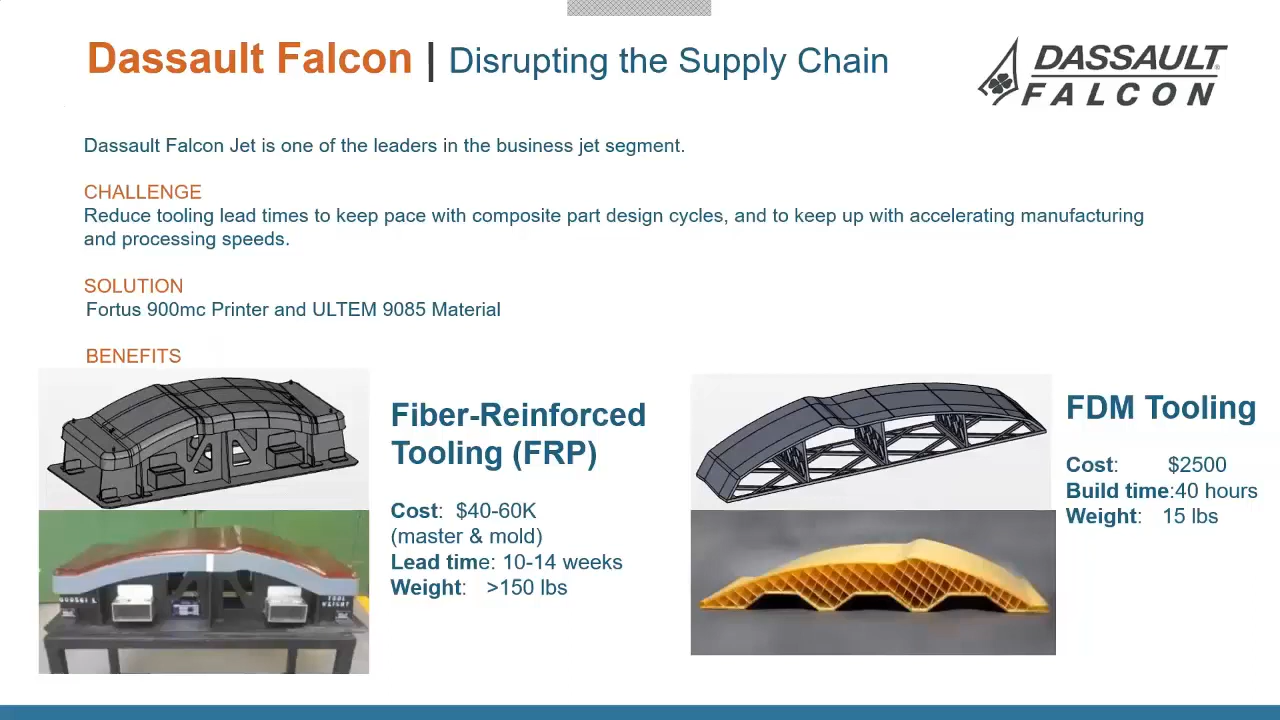 Dassault Falcon | Disrupting the Supply Chain
DASSAULT
FALCON
Dassault Falcon Jet is one of the leaders in the business jet segment.
CHALLENGE
Reduce tooling lead times to keep pace with composite part design cycles, and to keep up with accelerating manufacturing
and processing speeds.
SOLUTION
Fortus 900mc Printer and ULTEM 9085 Material
BENEFITS
Fiber-Reinforced
Tooling (FRP)
Cost: $40-60K
(master & mold)
Lead time: 10-14 weeks
Weight: >150 lbs
FDM Tooling
Cost: $2500
Build time:40 hours
Weight: 15 lbs
TOOL
WEIGHT